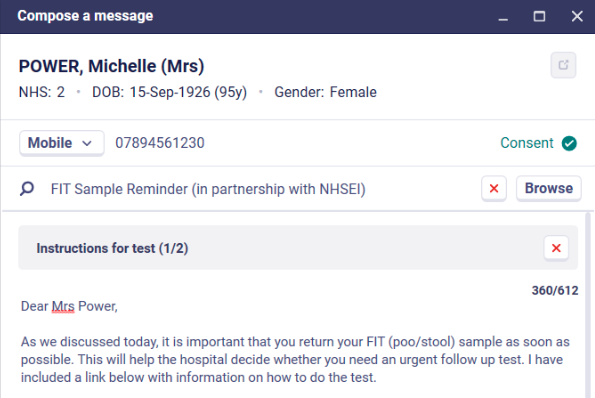 Compose a message
POWER, Michelle (Mrs)
NHS: 2 • DOB: 15-Sep-1926 (95y) • Gender: Female
Mobile 07894561230 Consent
FIT Sample Reminder (in partnership with NHSEI) Browse
Instructions for test (1/2)
360/612
Dear Mrs Power,
As we discussed today, it is important that you return your FIT (poo/stool) sample as soon as
possible. This will help the hospital decide whether you need an urgent follow up test. I have
included a link below with information on how to do the test.